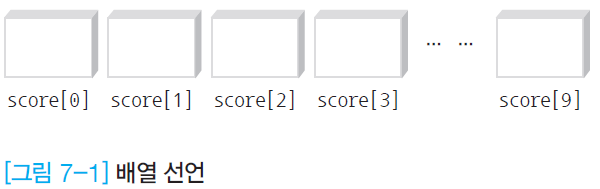 … …
score[0] score[1] score[2] score[3] score[9]
[그림 7-1] 배열 선언